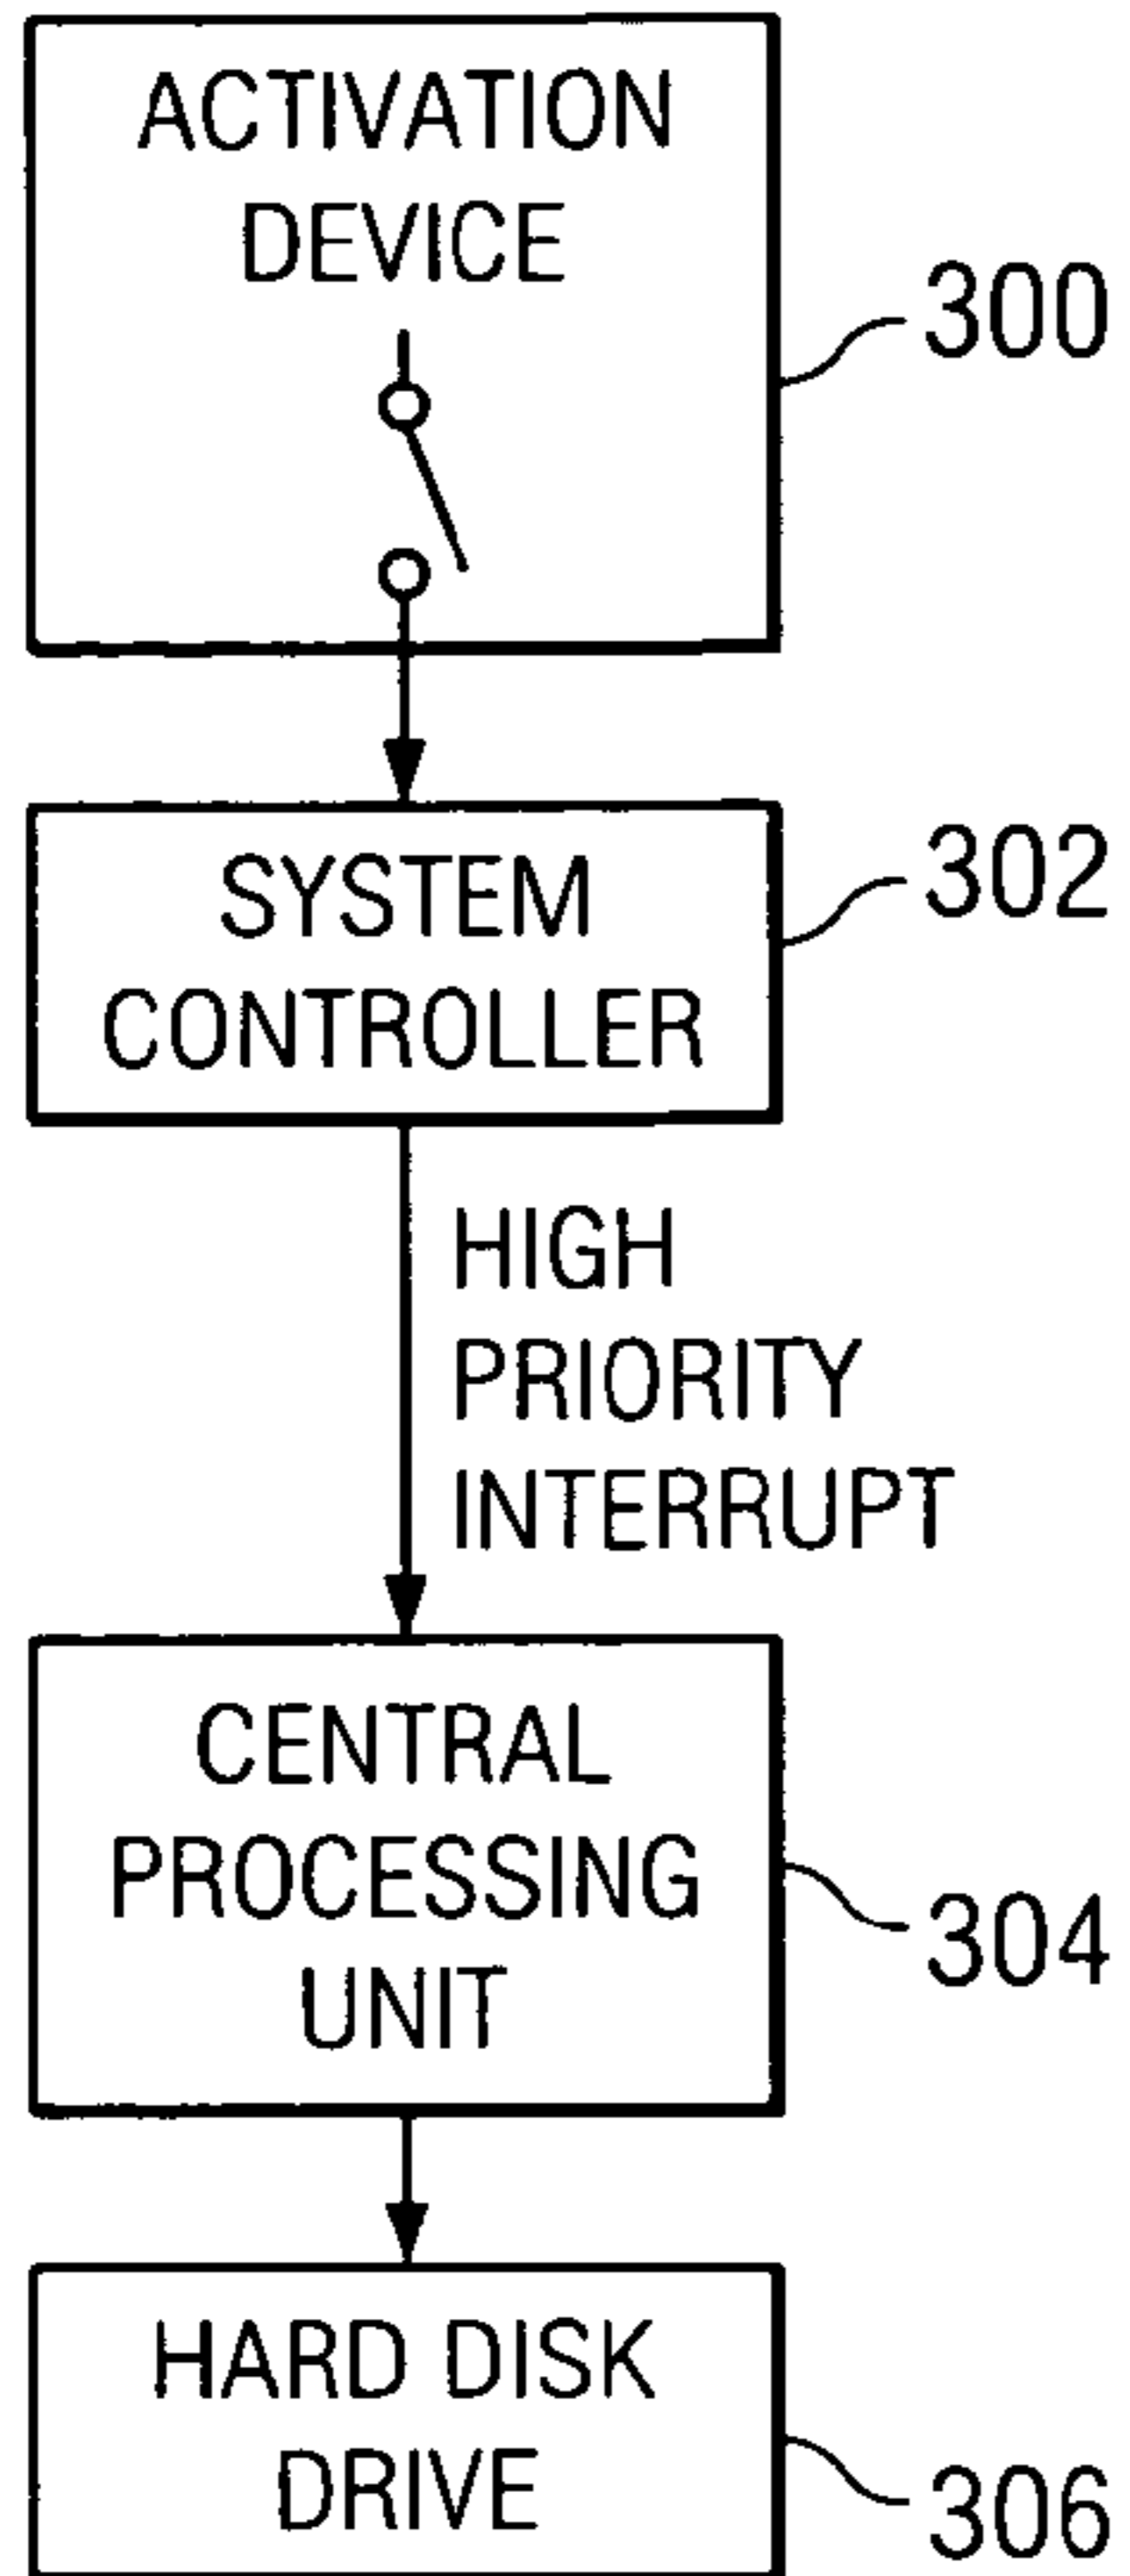 ACTIVATION
DEVICE
300
SYSTEM
CONTROLLER
302
HIGH
PRIORITY
INTERRUPT
CENTRAL
PROCESSING
UNIT
304
HARD DISK
DRIVE
306